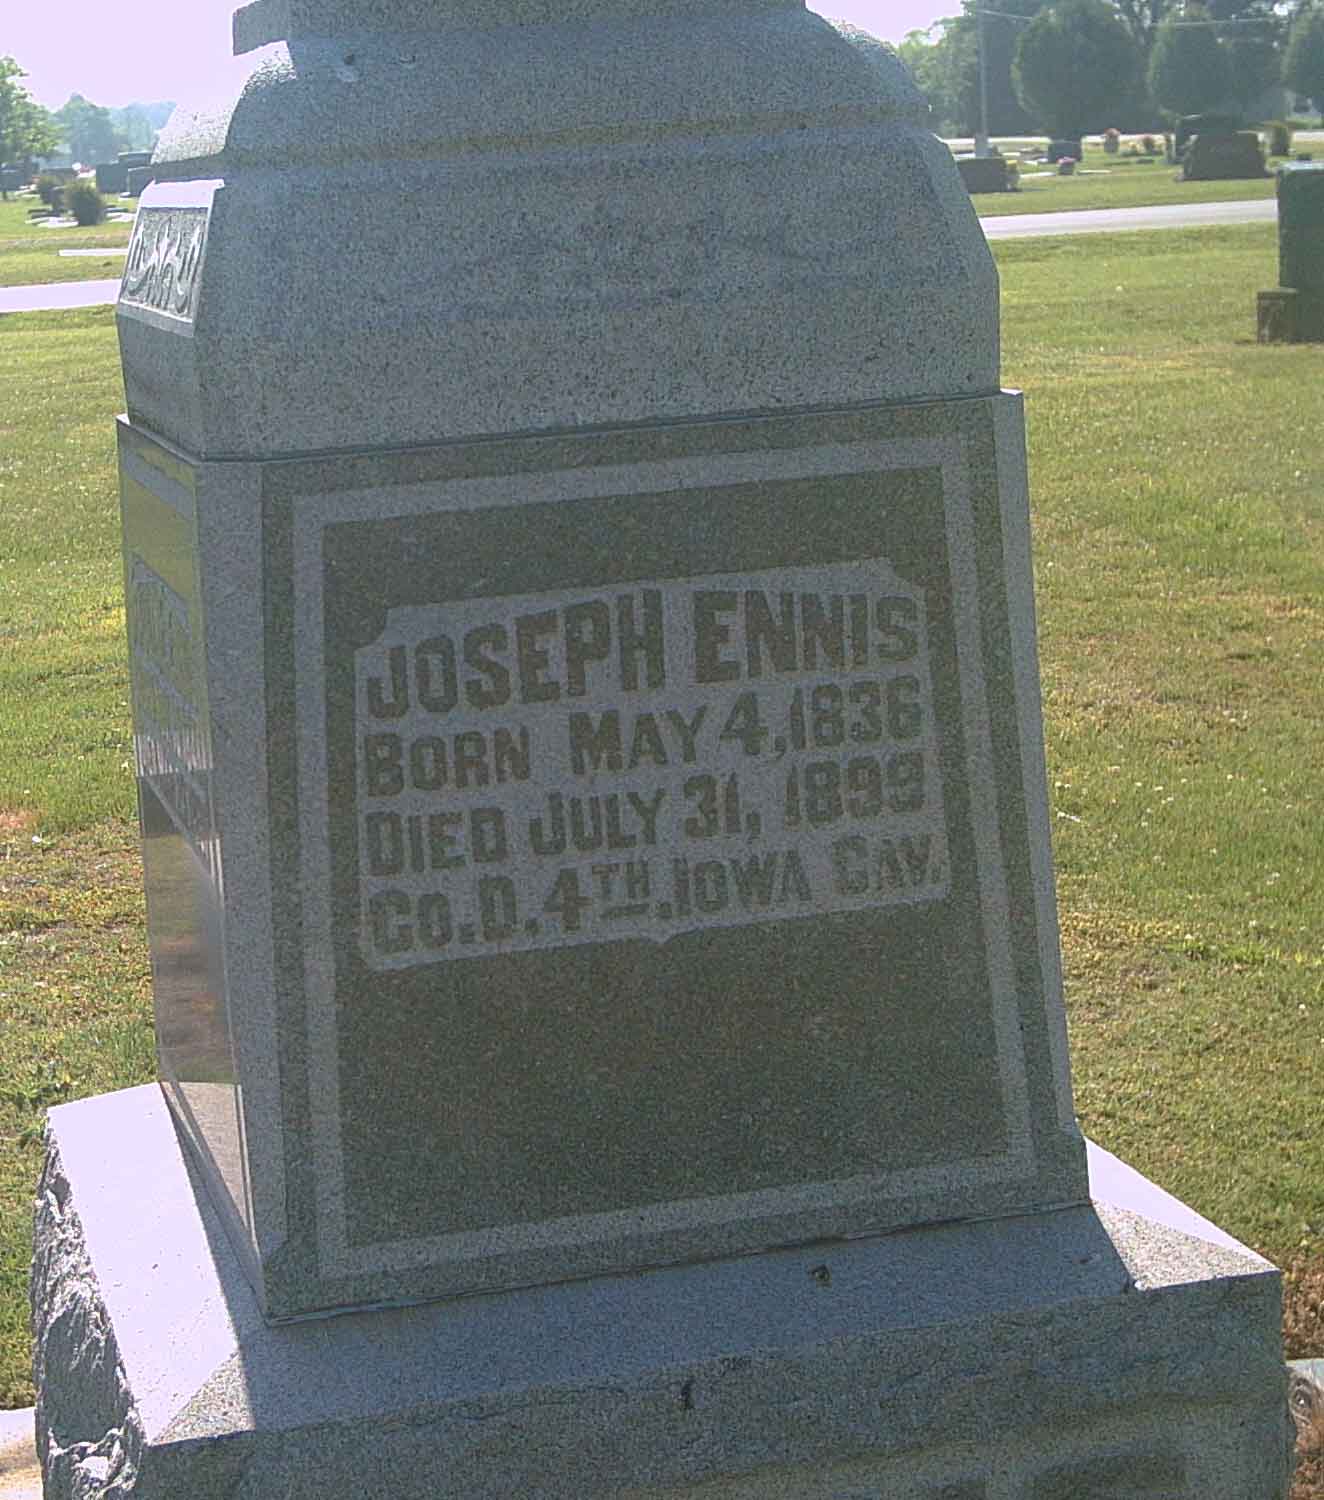 JOSEPH ENNIS
BORN MAY 4, 1836
DIED JULY 31, 1899
CO. D. 4TH. IOWA CAV.